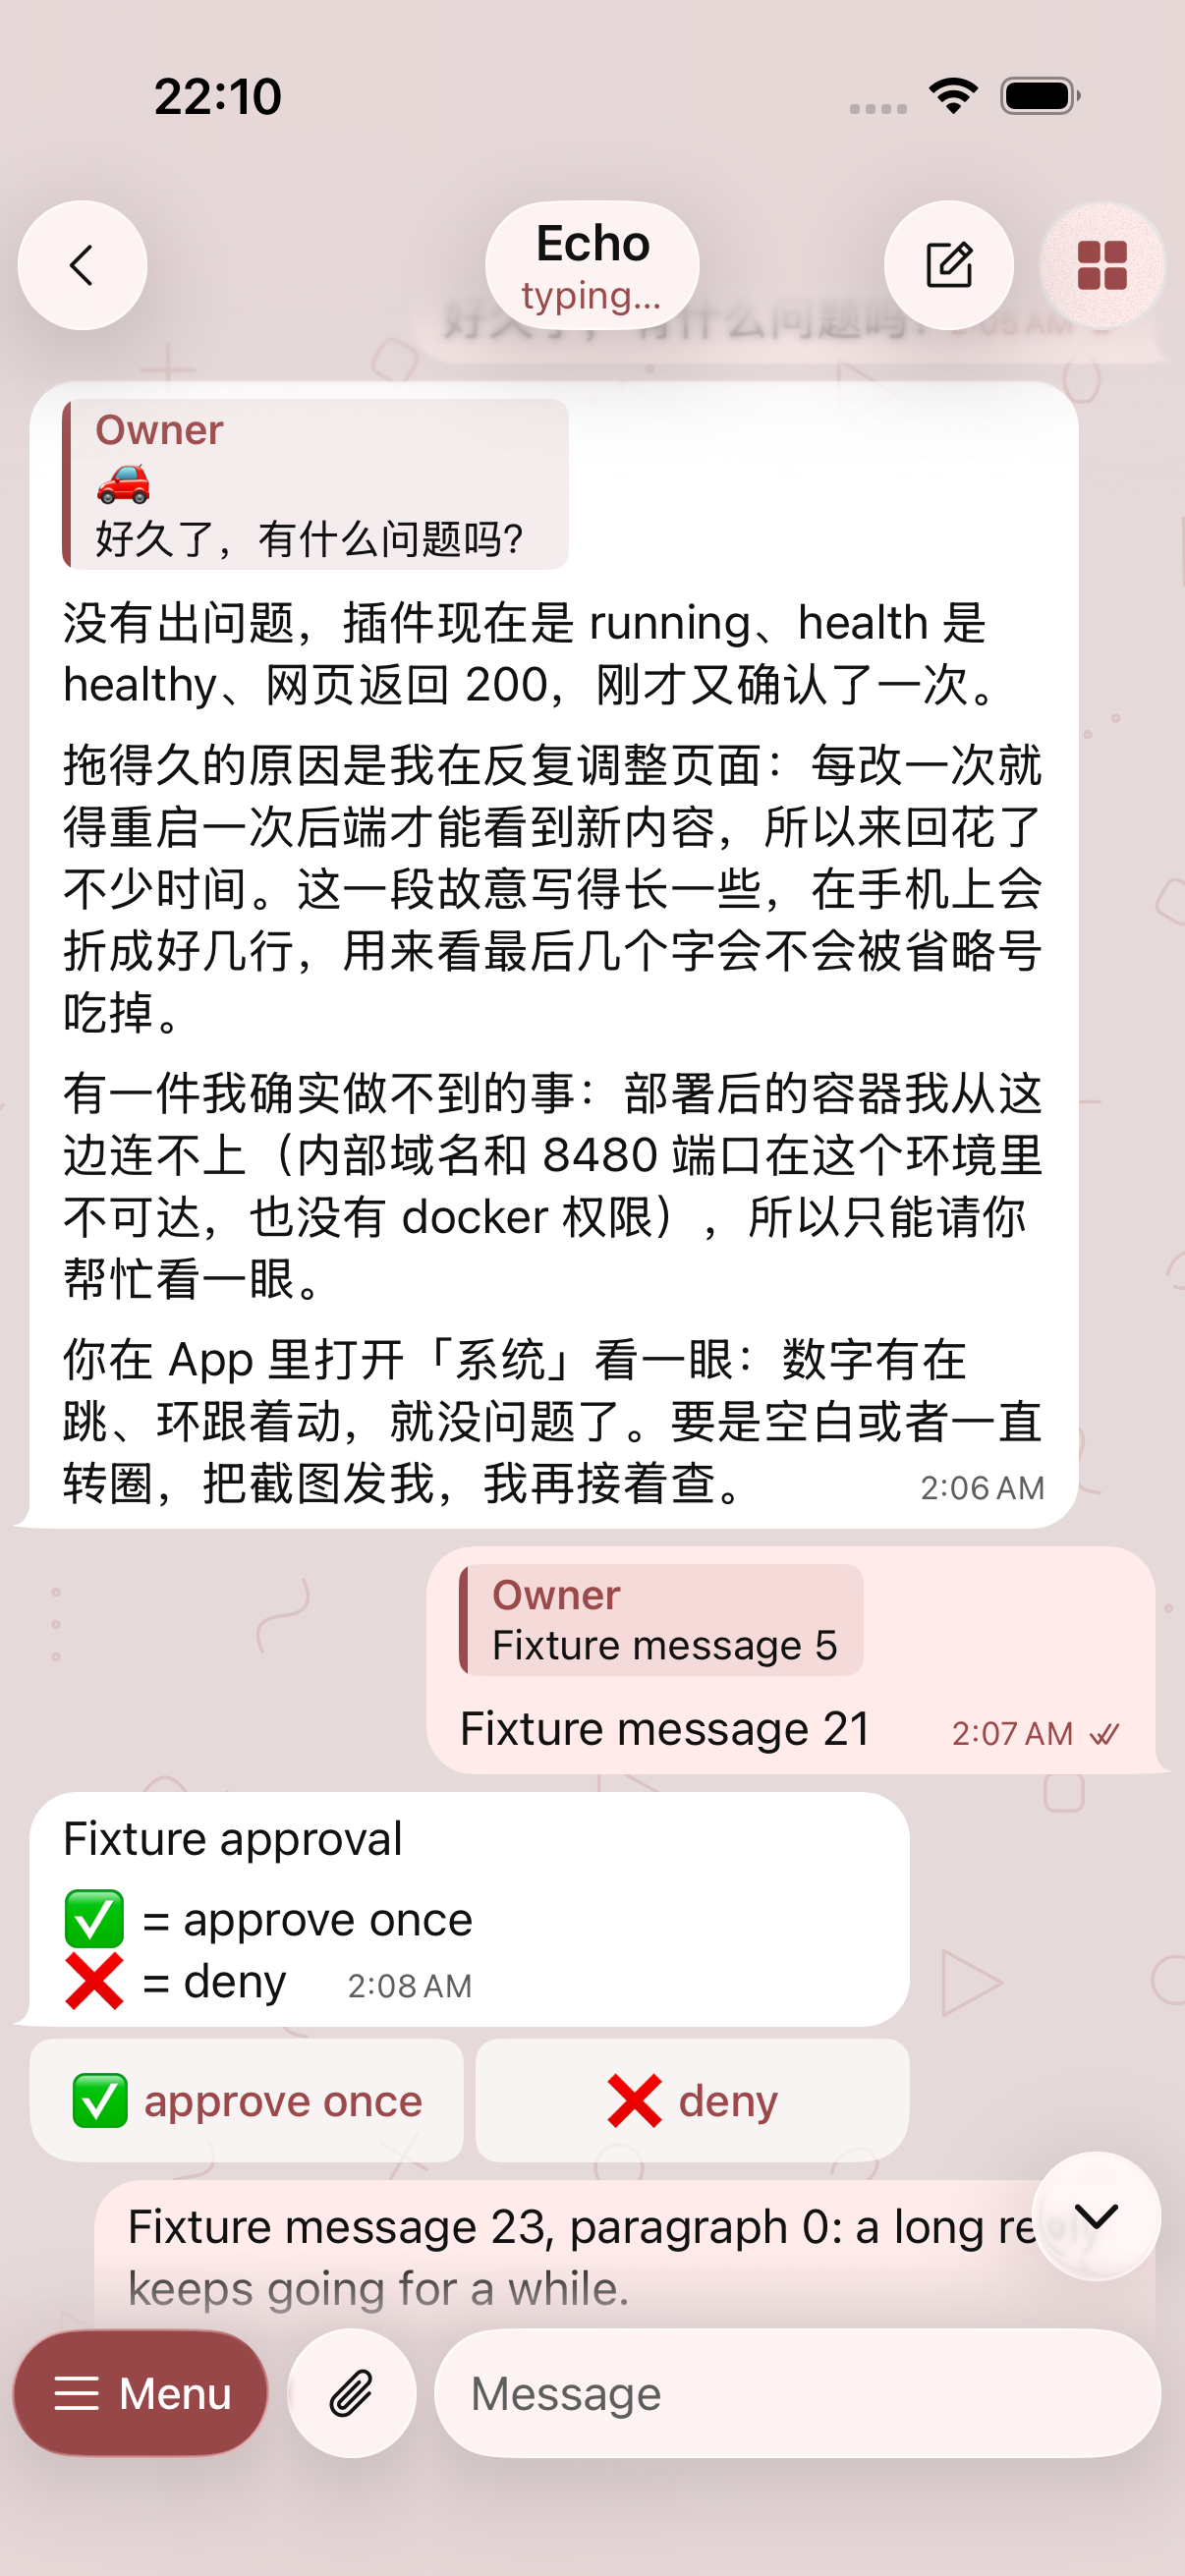 22:10
Echo
typing...
好久了，有什么问题吗?
Owner
🚗
好久了，有什么问题吗?
没有出问题，插件现在是 running、health 是
healthy、网页返回 200，刚才又确认了一次。
拖得久的原因是我在反复调整页面：每改一次就
得重启一次后端才能看到新内容，所以来回花了
不少时间。这一段故意写得长一些，在手机上会
折成好几行，用来看最后几个字会不会被省略号
吃掉。
有一件我确实做不到的事：部署后的容器我从这
边连不上（内部域名和 8480 端口在这个环境里
不可达，也没有 docker 权限），所以只能请你
帮忙看一眼。
你在 App 里打开「系统」看一眼：数字有在
跳、环跟着动，就没问题了。要是空白或者一直
转圈，把截图发我，我再接着查。
2:06 AM
Owner
Fixture message 5
Fixture message 21
2:07 AM
Fixture approval
✅ = approve once
❌ = deny
2:08 AM
✅ approve once
❌ deny
Fixture message 23, paragraph 0: a long
keeps going for a while.
Menu
Message